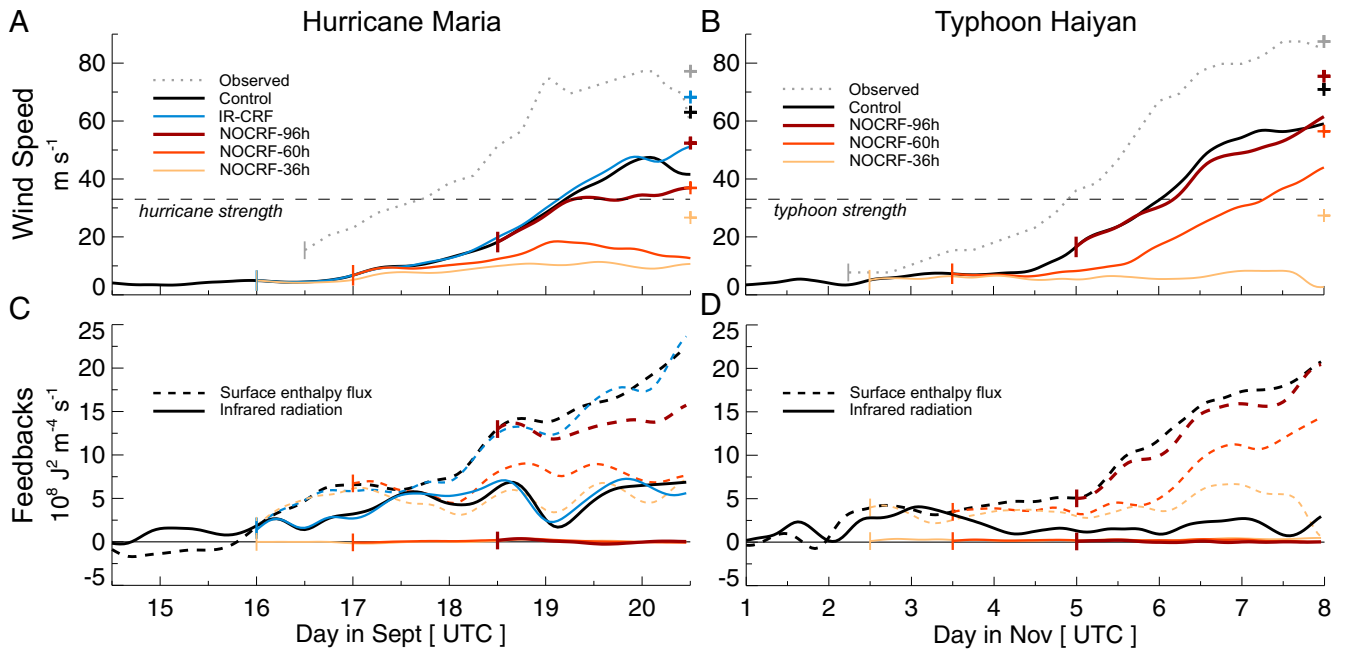 A
Hurricane Maria
B
Typhoon Haiyan
Wind Speed
m s⁻¹
80
60
40
20
0
Observed
Control
IR-CRF
NOCRF-96h
NOCRF-60h
NOCRF-36h
hurricane strength
80
60
40
20
0
Observed
Control
NOCRF-96h
NOCRF-60h
NOCRF-36h
typhoon strength
C
D
Feedbacks
10⁸ J² m⁻⁴ s⁻¹
25
20
15
10
5
0
-5
Surface enthalpy flux
Infrared radiation
25
20
15
10
5
0
-5
Surface enthalpy flux
Infrared radiation
15 16 17 18 19 20
Day in Sept [ UTC ]
1 2 3 4 5 6 7 8
Day in Nov [ UTC ]